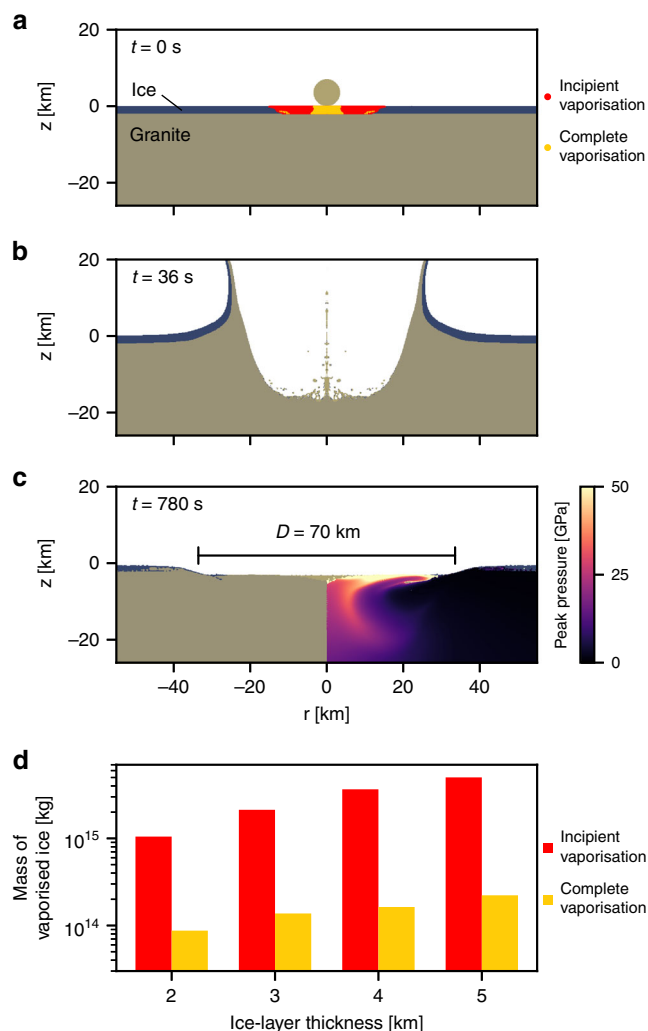 a
20
t = 0 s
Ice
0
z [km]
Granite
–20
Incipient
vaporisation
Complete
vaporisation
b
20
t = 36 s
0
z [km]
–20
c
20
t = 780 s
D = 70 km
0
z [km]
–20
–40
–20
0
20
40
r [km]
50
25
0
Peak pressure [GPa]
d
Mass of
vaporised ice [kg]
10^15
10^14
2
3
4
5
Ice-layer thickness [km]
Incipient
vaporisation
Complete
vaporisation